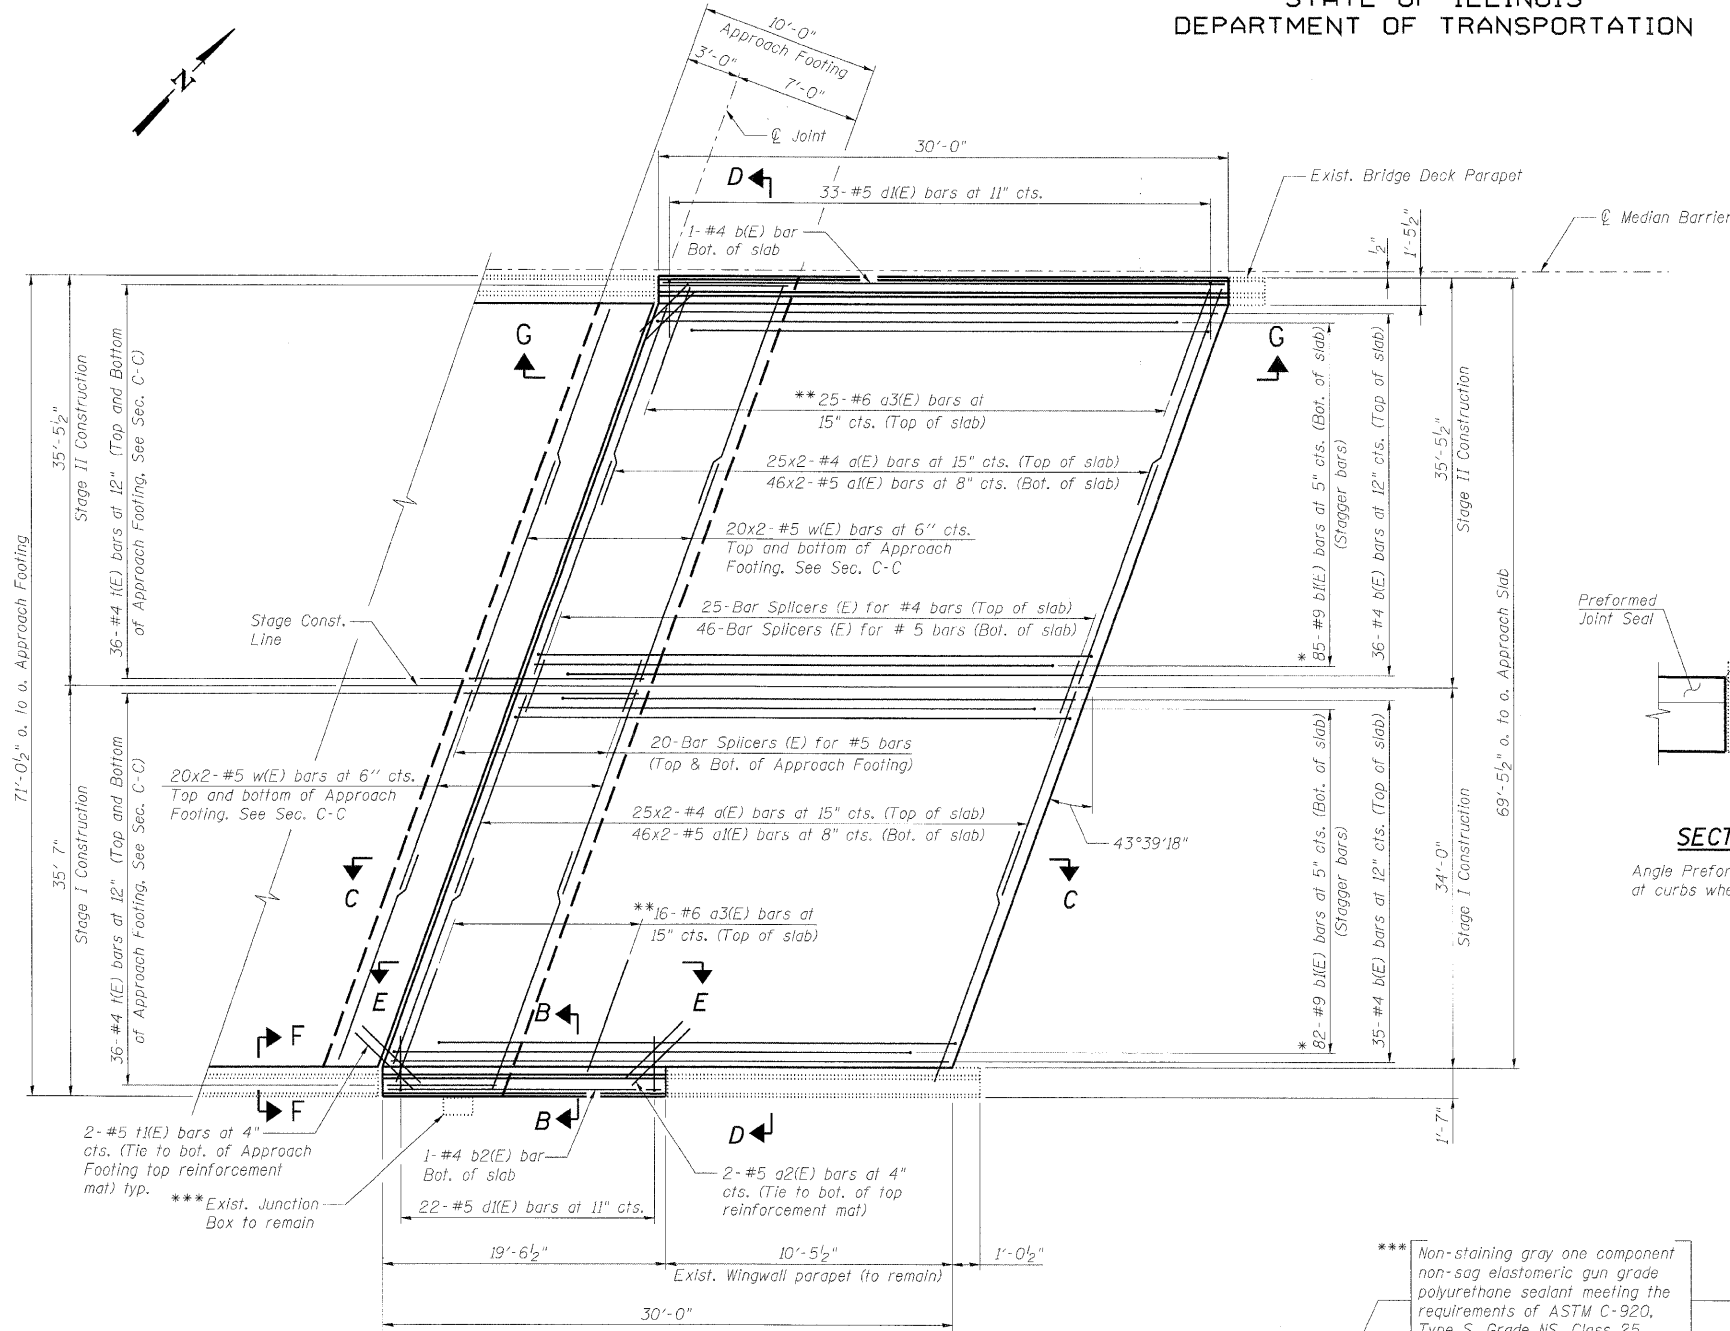 STATE OF ILLINOIS
DEPARTMENT OF TRANSPORTATION
N
10'-0"
Approach Footing
3'-0"
7'-0"
℄ Joint
30'-0"
D
33-#5 d1(E) bars at 11" cts.
1-#4 b(E) bar
Bot. of slab
Exist. Bridge Deck Parapet
℄ Median Barrier
½"
1'-5½"
G
G
71'-0½" o. to o. Approach Footing
35'-5½"
Stage II Construction
36-#4 t(E) bars at 12" (Top and Bottom
of Approach Footing, See Sec. C-C)
**25-#6 a3(E) bars at
15" cts. (Top of slab)
25x2-#4 a(E) bars at 15" cts. (Top of slab)
46x2-#5 a1(E) bars at 8" cts. (Bot. of slab)
20x2-#5 w(E) bars at 6" cts.
Top and bottom of Approach
Footing. See Sec. C-C
25-Bar Splicers (E) for #4 bars (Top of slab)
46-Bar Splicers (E) for # 5 bars (Bot. of slab)
* 85-#9 b1(E) bars at 5" cts. (Bot. of slab)
(Stagger bars)
36-#4 b(E) bars at 12" cts. (Top of slab)
35'-5½"
Stage II Construction
69'-5½" o. to o. Approach Slab
Preformed
Joint Seal
Stage Const.
Line
20-Bar Splicers (E) for #5 bars
(Top & Bot. of Approach Footing)
35' 7"
Stage I Construction
36-#4 t(E) bars at 12" (Top and Bottom
of Approach Footing, See Sec. C-C)
20x2-#5 w(E) bars at 6" cts.
Top and bottom of Approach
Footing. See Sec. C-C
25x2-#4 a(E) bars at 15" cts. (Top of slab)
46x2-#5 a1(E) bars at 8" cts. (Bot. of slab)
43°39'18"
C
C
**16-#6 a3(E) bars at
15" cts. (Top of slab)
* 82-#9 b1(E) bars at 5" cts. (Bot. of slab)
(Stagger bars)
35-#4 b(E) bars at 12" cts. (Top of slab)
34'-0"
Stage I Construction
SECT
Angle Prefor
at curbs whe
E
E
B
F
F
B
D
1'-7"
2-#5 t1(E) bars at 4"
cts. (Tie to bot. of Approach
Footing top reinforcement
mat) typ.
***Exist. Junction
Box to remain
1-#4 b2(E) bar
Bot. of slab
22-#5 d1(E) bars at 11" cts.
2-#5 a2(E) bars at 4"
cts. (Tie to bot. of top
reinforcement mat)
19'-6½"
10'-5½"
1'-0½"
Exist. Wingwall parapet (to remain)
30'-0"
*** Non-staining gray one component
non-sag elastomeric gun grade
polyurethane sealant meeting the
requirements of ASTM C-920,
Type S, Grade NS, Class 25